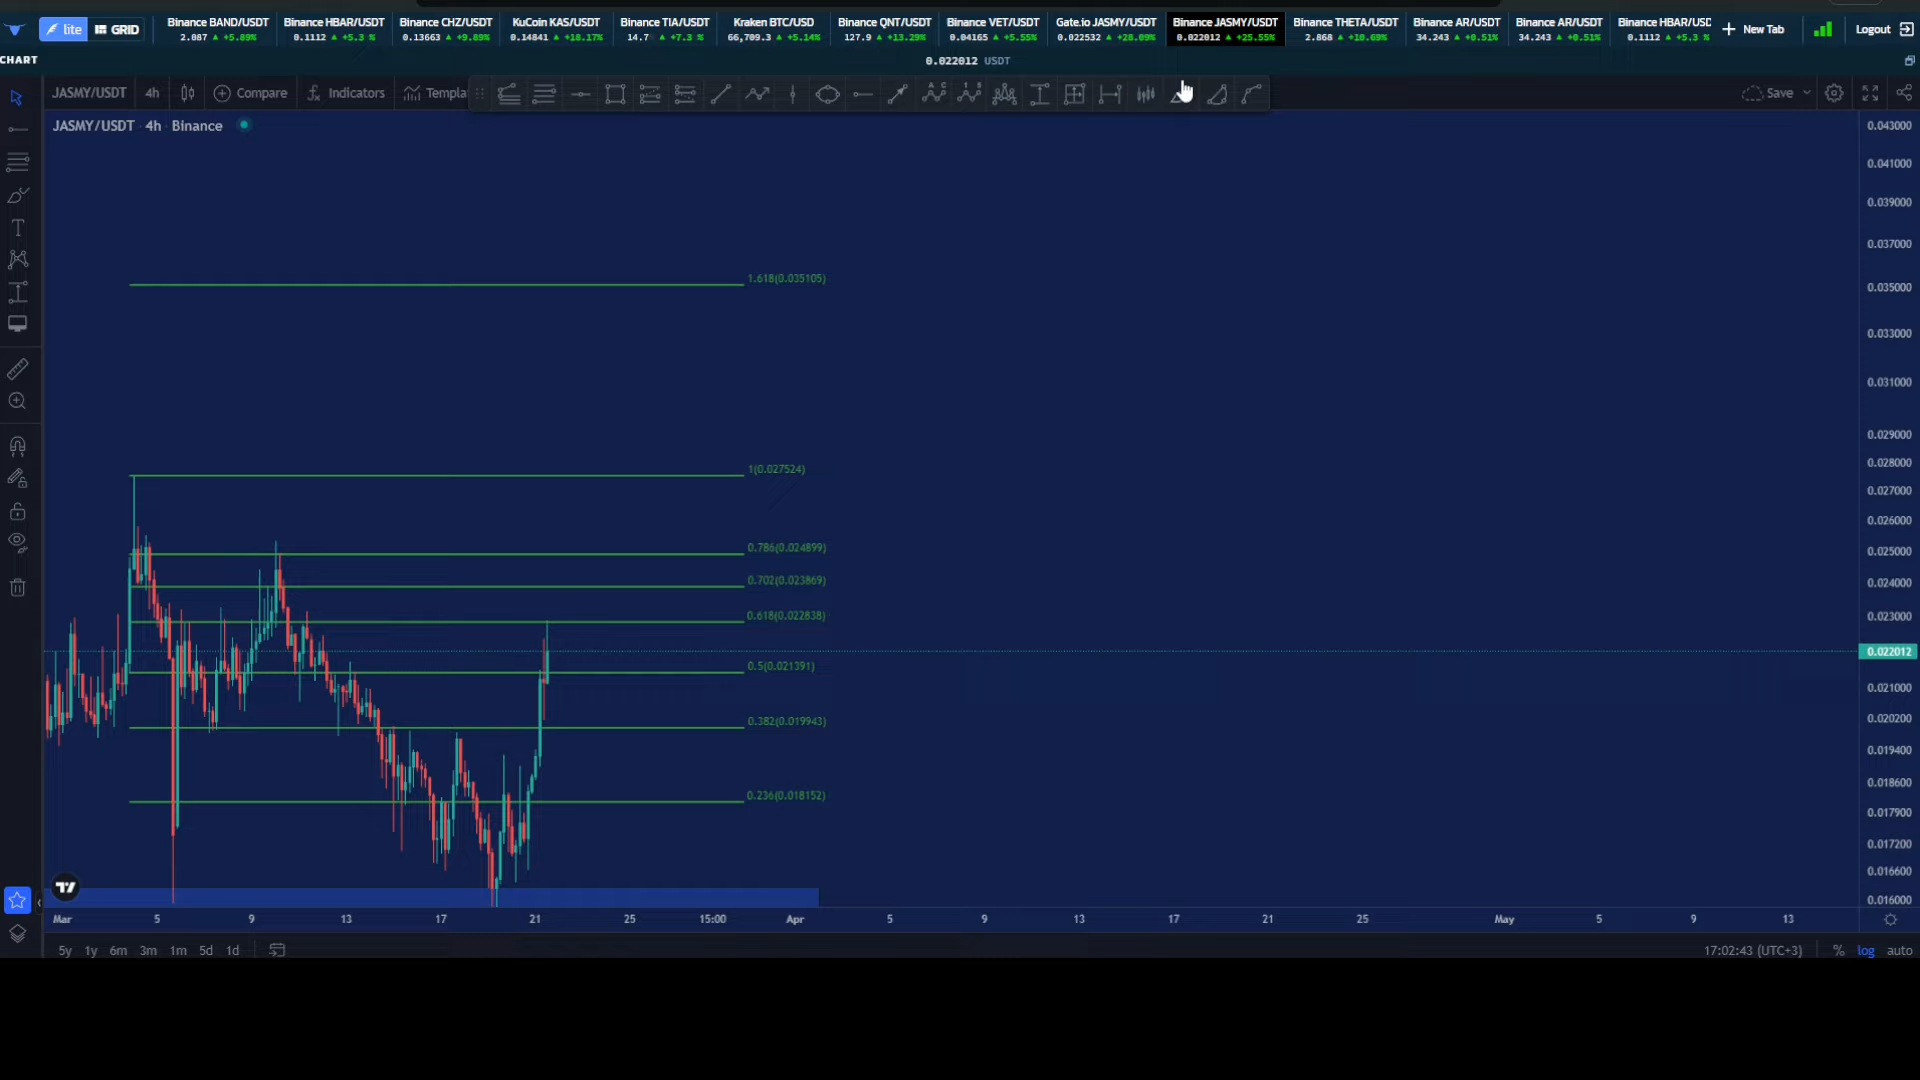 lite GRID
Binance BAND/USDT
2.087 ▲ +5.89%
Binance HBAR/USDT
0.1112 ▲ +5.3 %
Binance CHZ/USDT
0.13663 ▲ +9.89%
KuCoin KAS/USDT
0.14841 ▲ +18.17%
Binance TIA/USDT
14.7 ▲ +7.3 %
Kraken BTC/USD
66,709.3 ▲ +5.14%
Binance QNT/USDT
127.9 ▲ +13.29%
Binance VET/USDT
0.04165 ▲ +5.55%
Gate.io JASMY/USDT
0.022532 ▲ +28.09%
Binance JASMY/USDT
0.022012 ▲ +25.55%
Binance THETA/USDT
2.868 ▲ +10.69%
Binance AR/USDT
34.243 ▲ +0.51%
Binance AR/USDT
34.243 ▲ +0.51%
Binance HBAR/USD
0.1112 ▲ +5.3 %
+ New Tab
Logout
CHART
0.022012 USDT
JASMY/USDT 4h Compare Indicators Templa
Save
JASMY/USDT · 4h · Binance
1.618(0.035105)
1(0.027524)
0.786(0.024899)
0.702(0.023869)
0.618(0.022838)
0.5(0.021391)
0.382(0.019943)
0.236(0.018152)
0.043000
0.041000
0.039000
0.037000
0.035000
0.033000
0.031000
0.029000
0.028000
0.027000
0.026000
0.025000
0.024000
0.023000
0.022012
0.021000
0.020200
0.019400
0.018600
0.017900
0.017200
0.016600
0.016000
Mar 5 9 13 17 21 25 15:00 Apr 5 9 13 17 21 25 May 5 9 13
5y 1y 6m 3m 1m 5d 1d
17:02:43 (UTC+3) % log auto